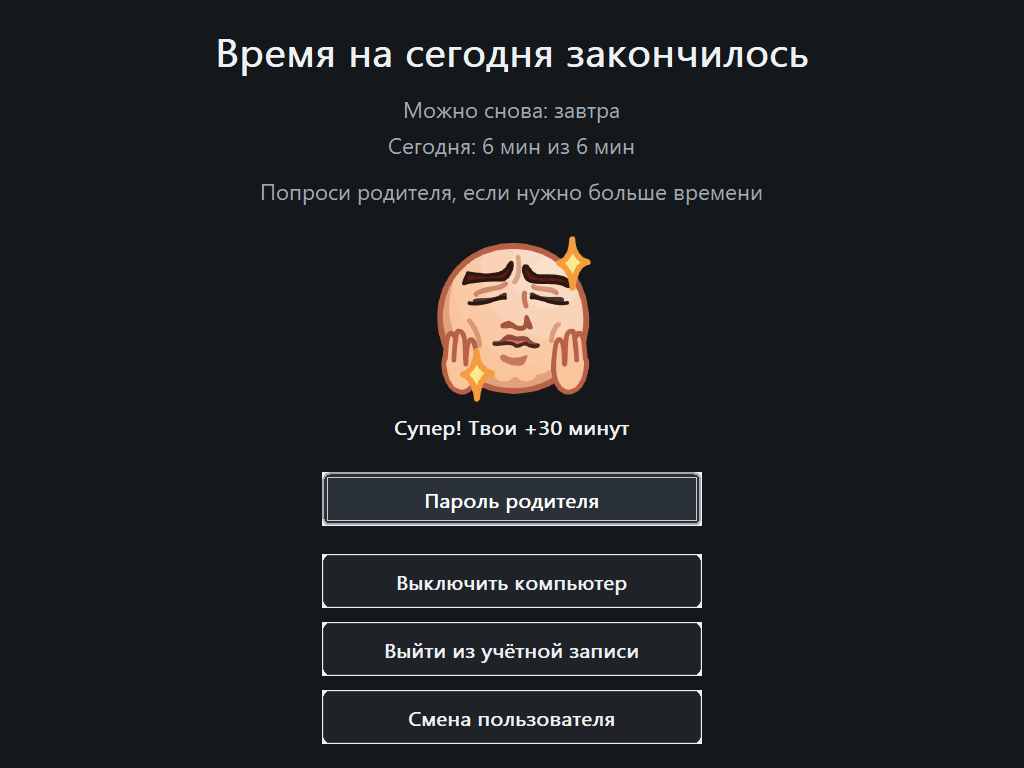 Время на сегодня закончилось
Можно снова: завтра
Сегодня: 6 мин из 6 мин
Попроси родителя, если нужно больше времени
Супер! Твои +30 минут
Пароль родителя
Выключить компьютер
Выйти из учётной записи
Смена пользователя